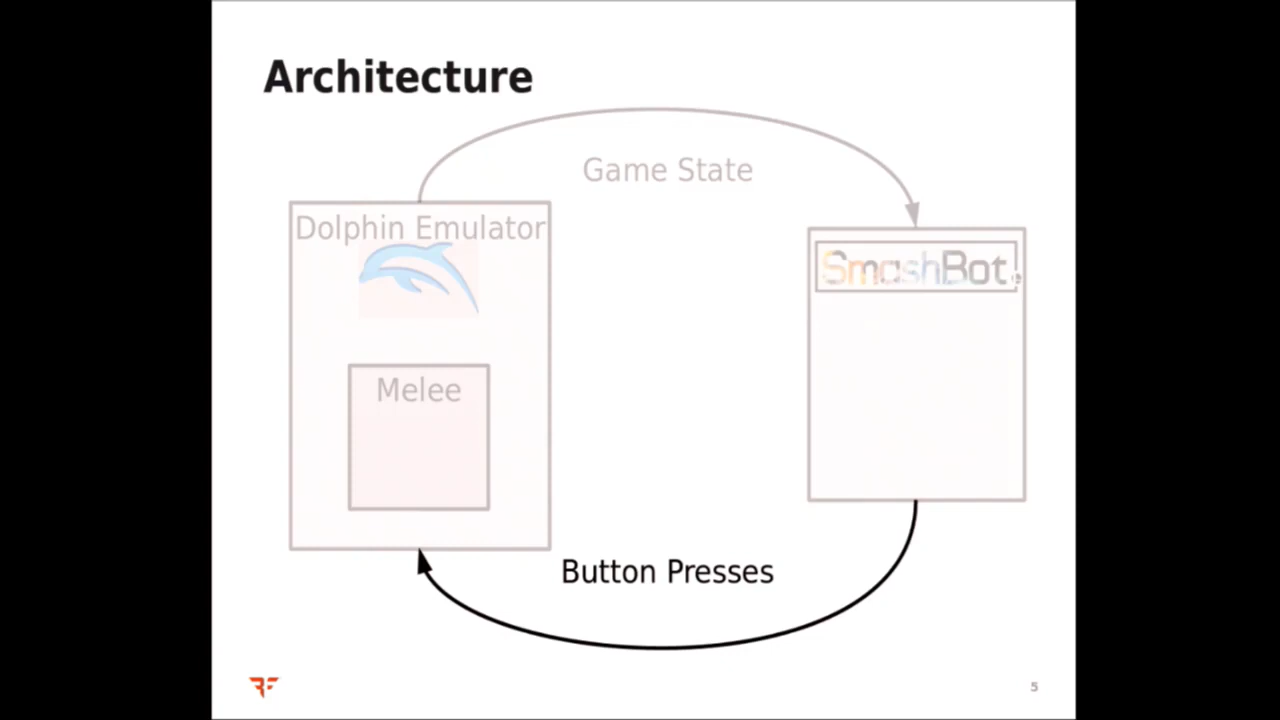 Architecture
Game State
Dolphin Emulator
SmashBot
Melee
Button Presses
5